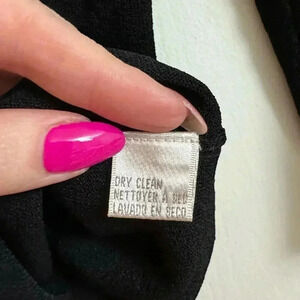 DRY CLEAN
NETTOYER À SEC
LAVADO EN SECO